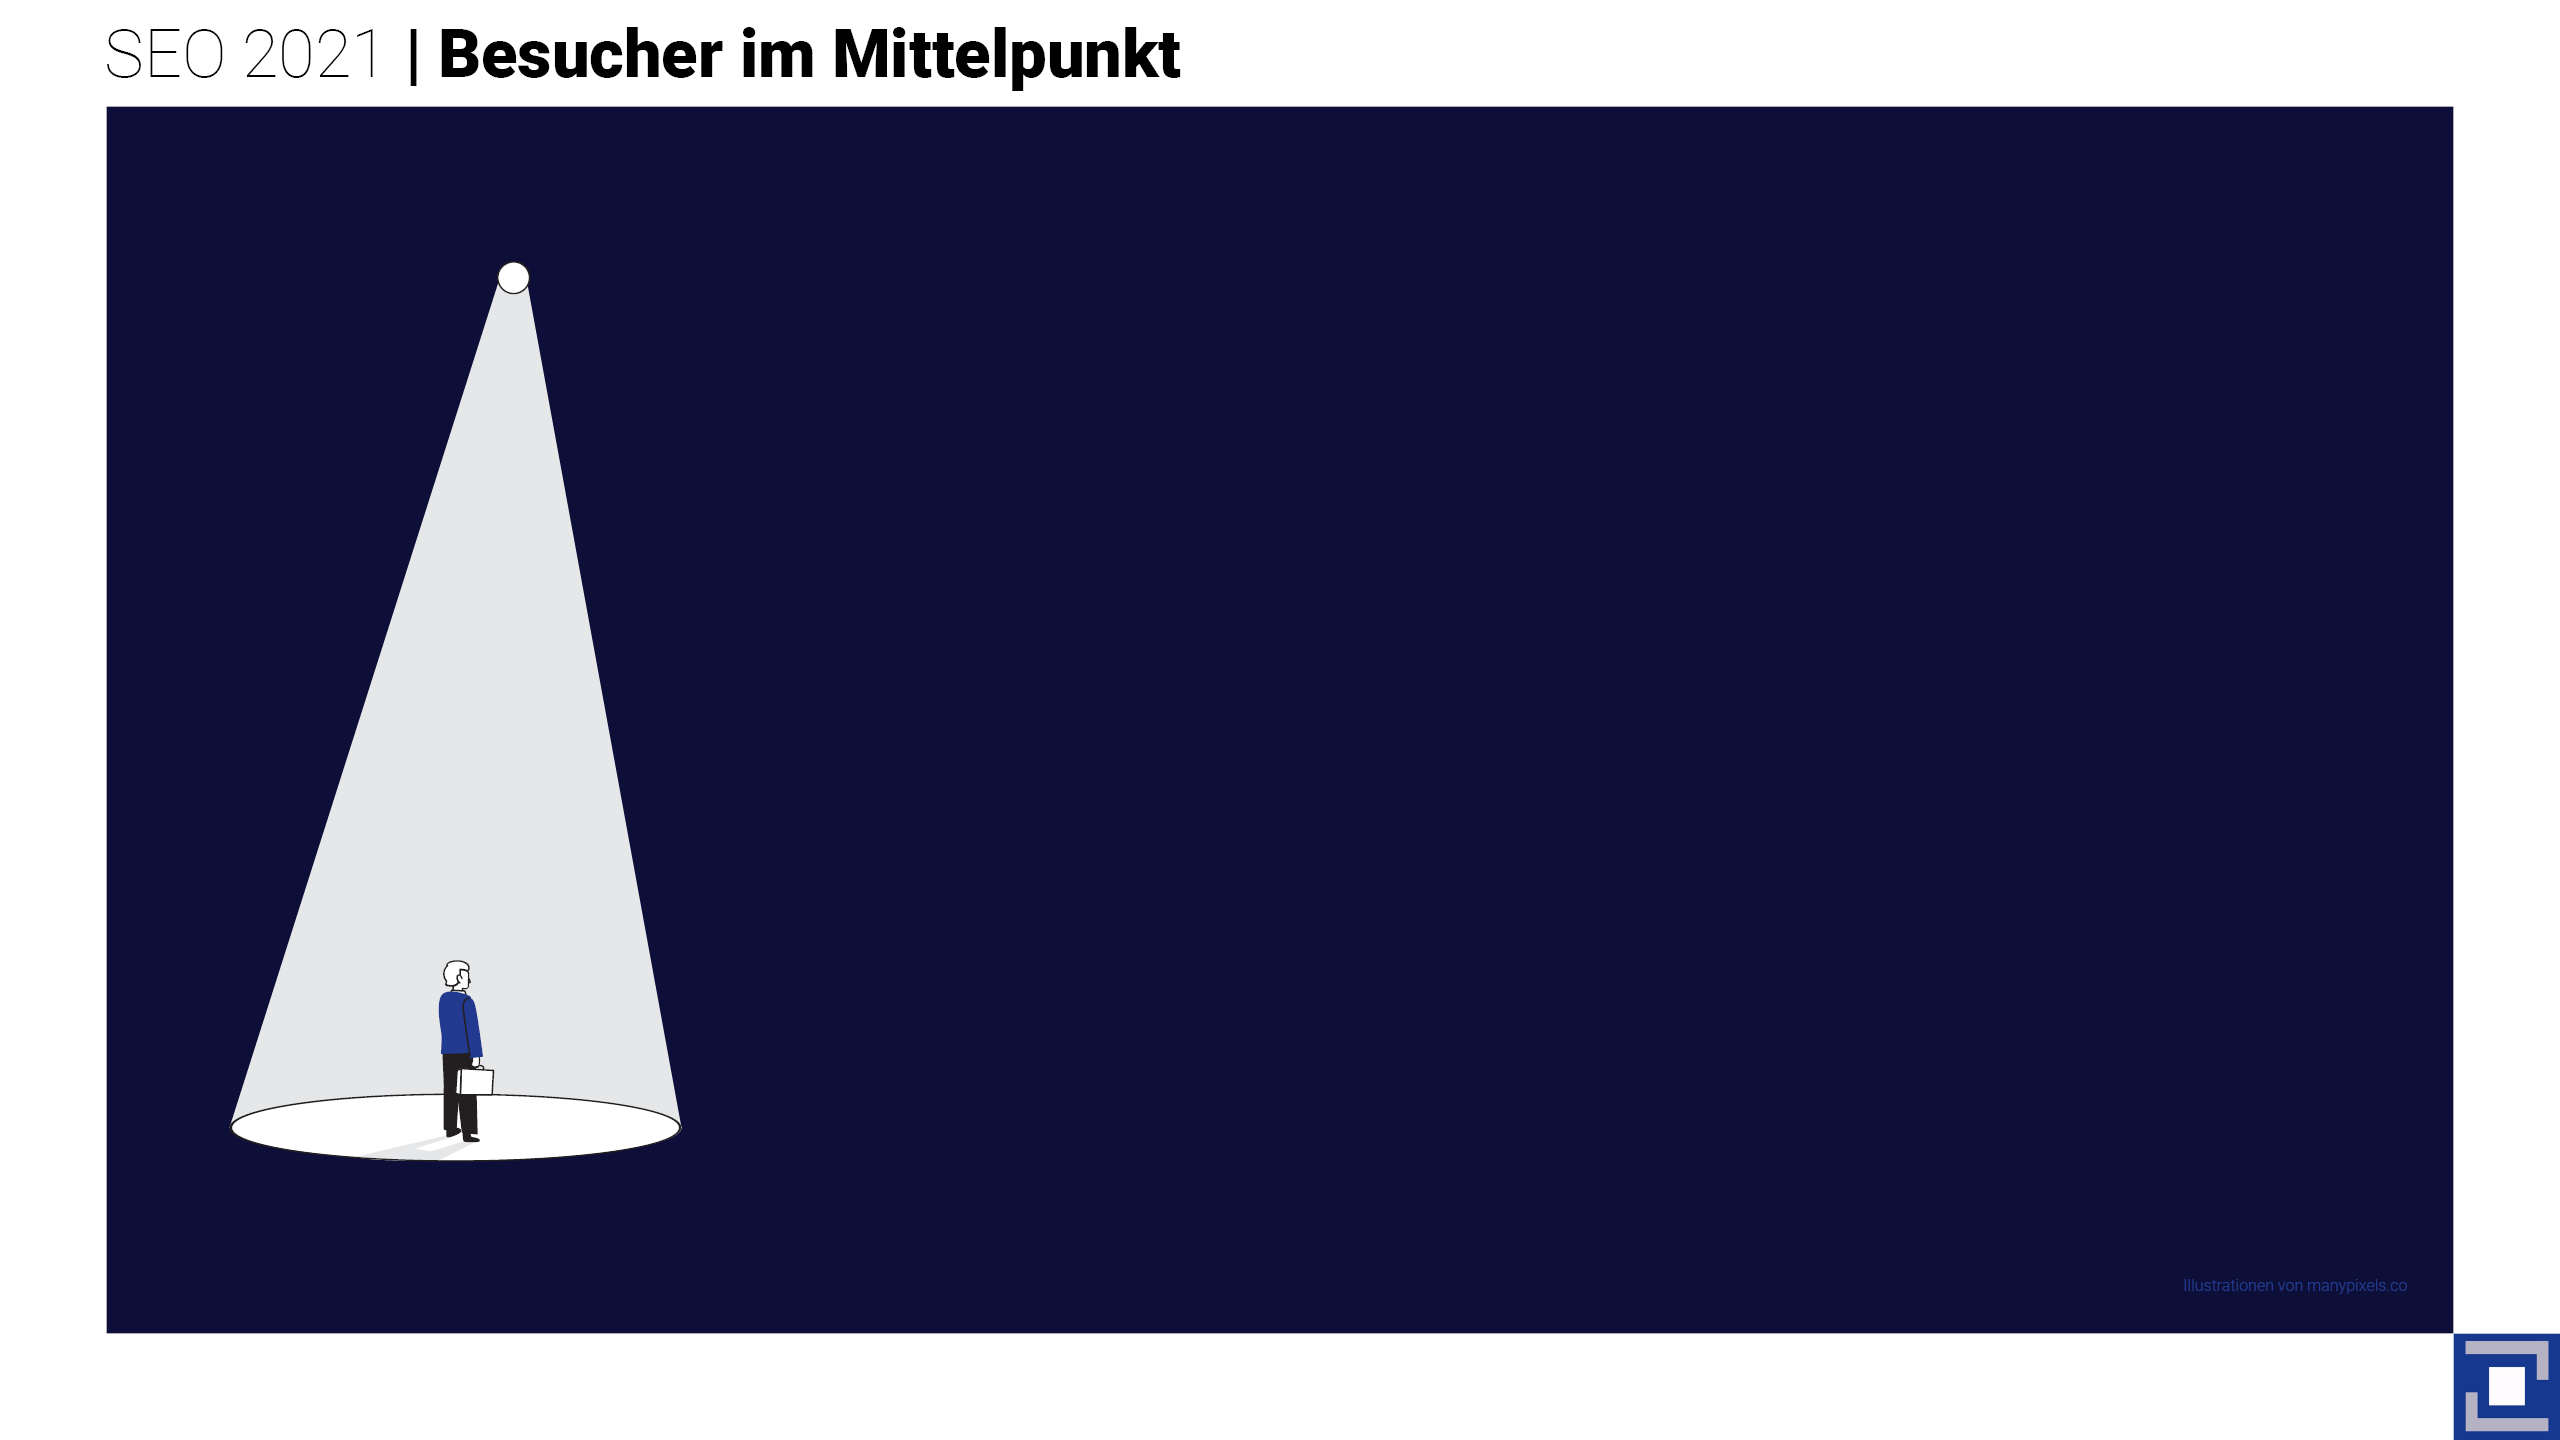 SEO 2021 | Besucher im Mittelpunkt
Illustrationen von manypixels.co